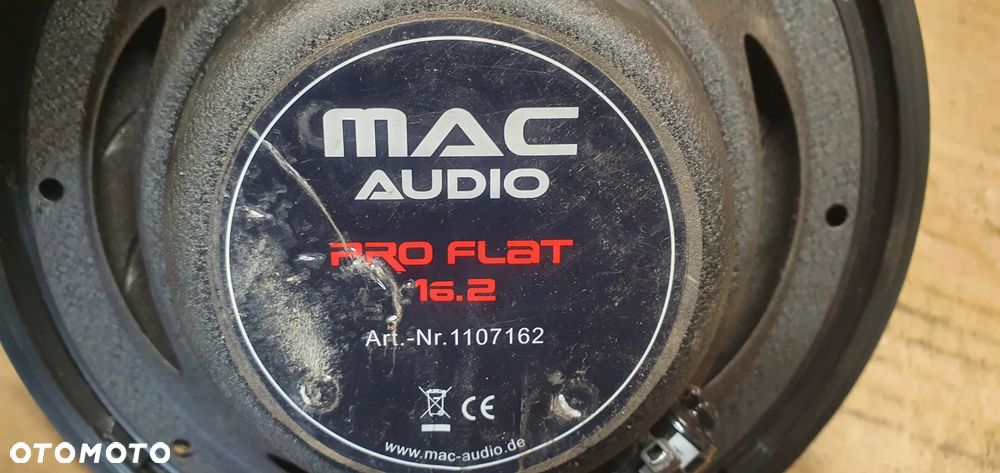 MAC
AUDIO
PRO FLAT
16.2
Art.-Nr.1107162
CE
www.mac-audio.de
OTOMOTO